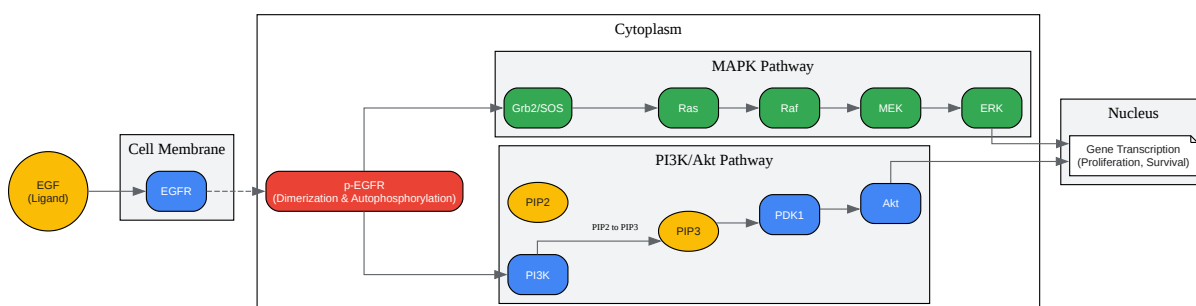 Cytoplasm
MAPK Pathway
Grb2/SOS
Ras
Raf
MEK
ERK
Nucleus
Gene Transcription
(Proliferation, Survival)
Cell Membrane
EGF
(Ligand)
EGFR
p-EGFR
(Dimerization & Autophosphorylation)
PI3K/Akt Pathway
PIP2
PIP2 to PIP3
PIP3
PDK1
Akt
PI3K